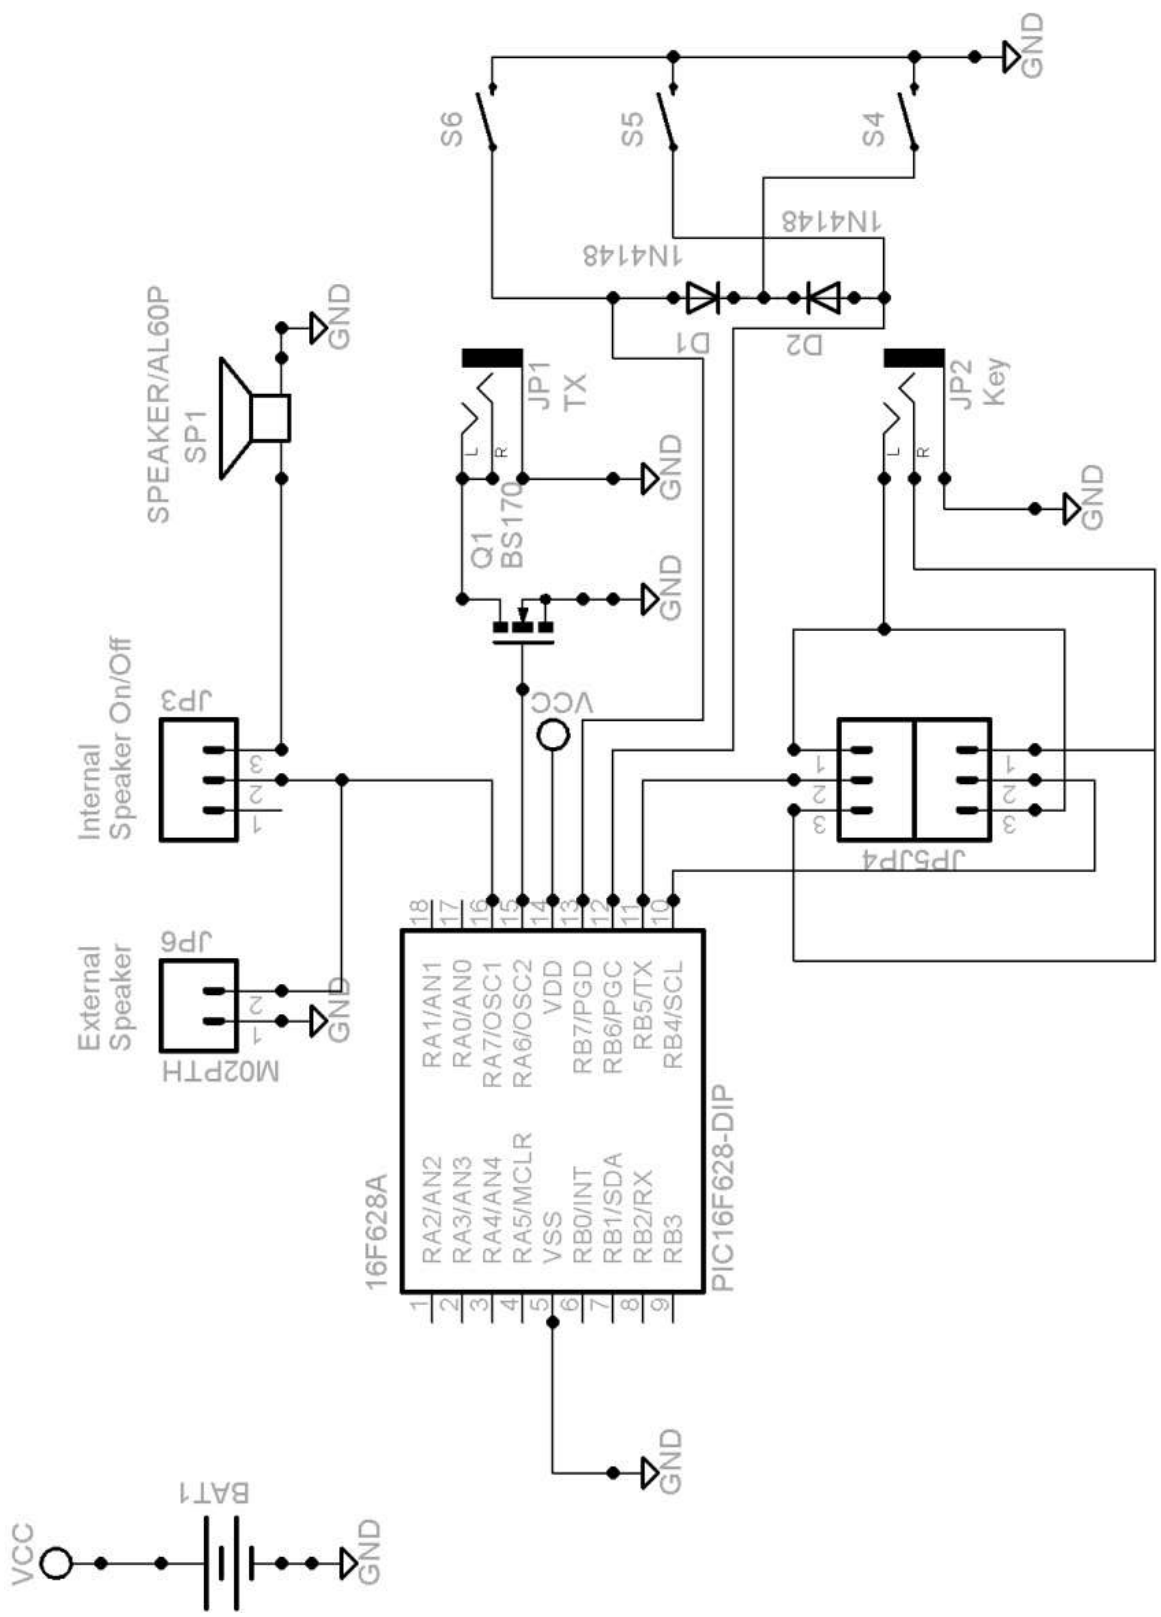 GND
S6
S5
S4
1N4148
1N4148
D1
D2
SPEAKER/AL60P
SP1
GND
JP1
TX
L
R
GND
JP2
Key
L
R
GND
Q1
BS170
GND
VCC
Internal
Speaker On/Off
JP3
3
2
1
1
2
3
1
2
3
JP5JP4
External
Speaker
JP6
2
1
GND
M02PTH
18
17
16
15
14
13
12
11
10
RA1/AN1
RA0/AN0
RA7/OSC1
RA6/OSC2
VDD
RB7/PGD
RB6/PGC
RB5/TX
RB4/SCL
16F628A
RA2/AN2
RA3/AN3
RA4/AN4
RA5/MCLR
VSS
RB0/INT
RB1/SDA
RB2/RX
RB3
PIC16F628-DIP
1
2
3
4
5
6
7
8
9
GND
VCC
BAT1
GND